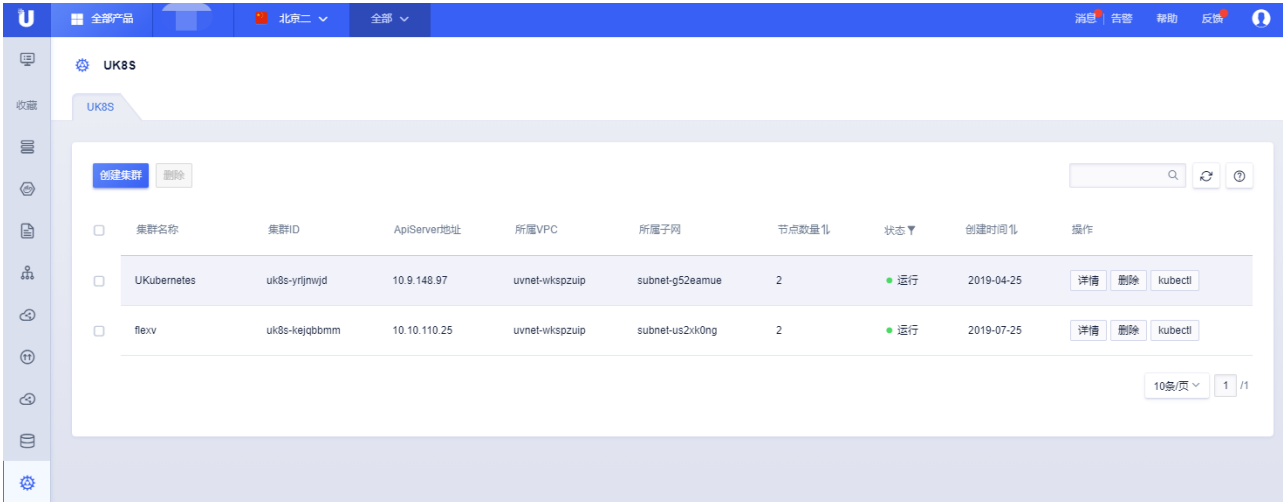 U 全部产品 北京二 全部 消息 告警 帮助 反馈
UK8S
收藏
UK8S
创建集群 删除
集群名称 集群ID ApiServer地址 所属VPC 所属子网 节点数量 状态 创建时间 操作
UKubernetes uk8s-yrljnwjd 10.9.148.97 uvnet-wkspzuip subnet-g52eamue 2 运行 2019-04-25 详情 删除 kubectl
flexv uk8s-kejqbbmm 10.10.110.25 uvnet-wkspzuip subnet-us2xk0ng 2 运行 2019-07-25 详情 删除 kubectl
10条/页 1 /1